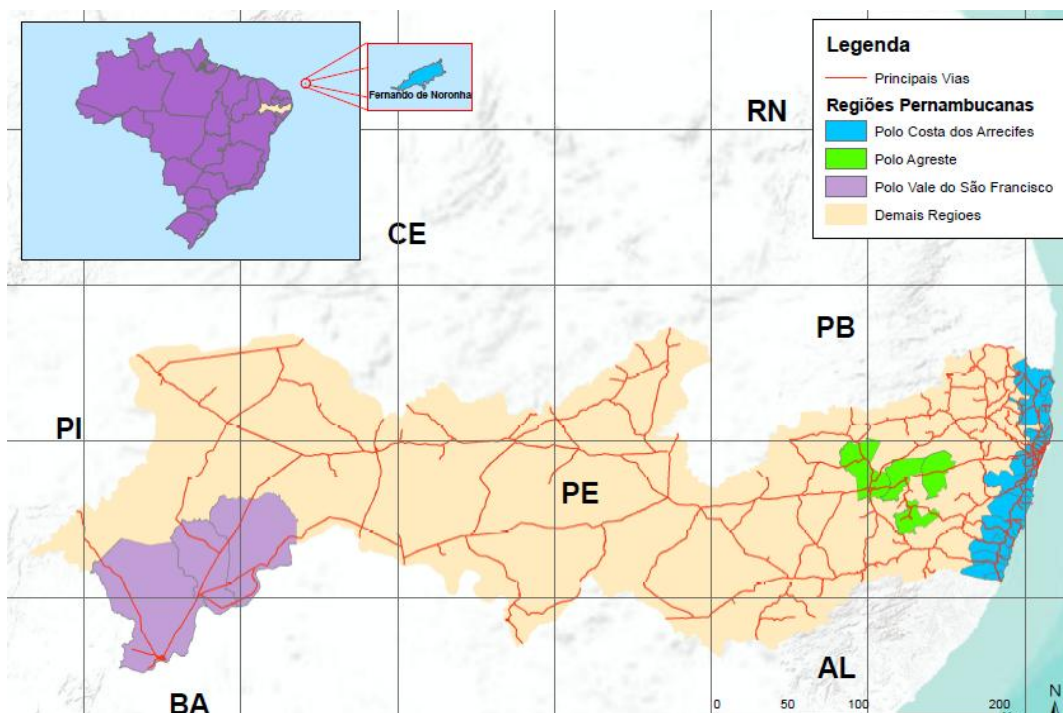 Fernando de Noronha
Legenda
Principais Vias
Regiões Pernambucanas
Polo Costa dos Arrecifes
Polo Agreste
Polo Vale do São Francisco
Demais Regioes
RN
CE
PB
PI
PE
AL
BA
0 50 100 200
N